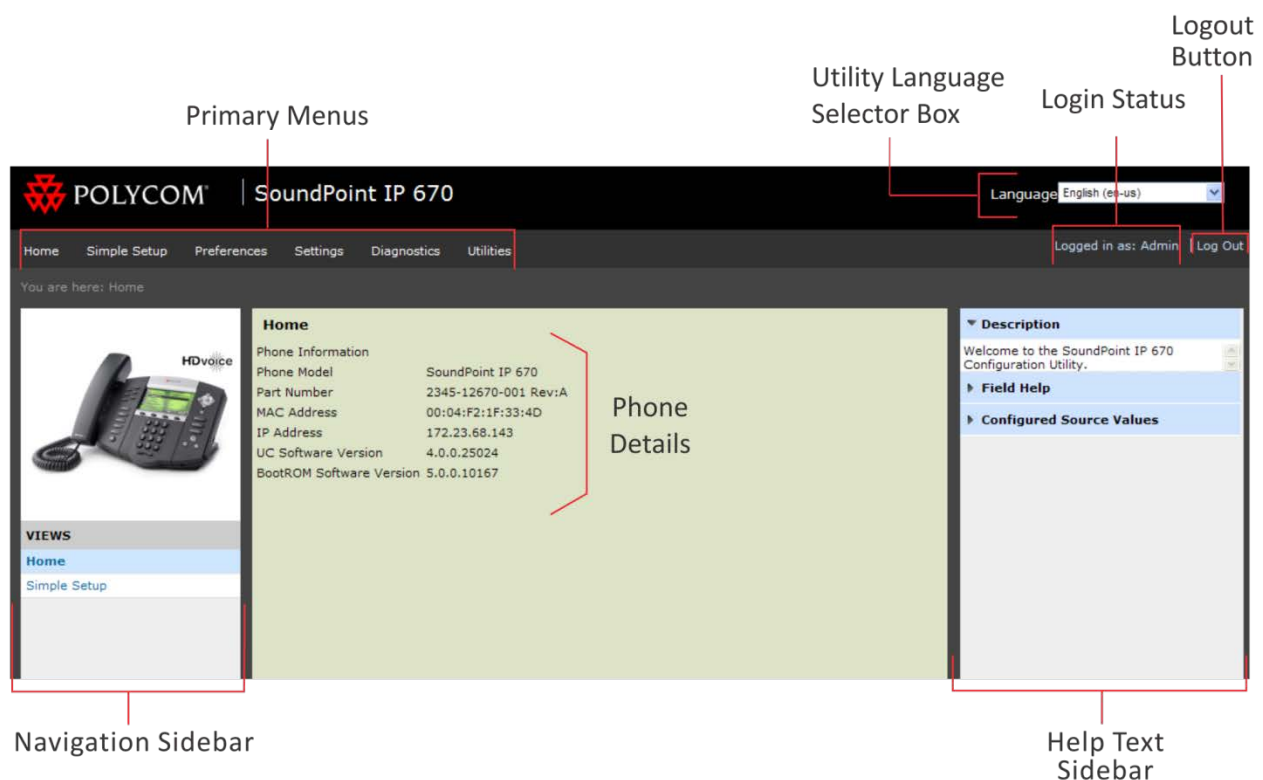 Logout
Button
Utility Language
Selector Box
Login Status
Primary Menus
POLYCOM®
SoundPoint IP 670
Language English (en-us)
Home Simple Setup Preferences Settings Diagnostics Utilities
Logged in as: Admin | Log Out
You are here: Home
HDvoice
VIEWS
Home
Simple Setup
Home
Phone Information
Phone Model SoundPoint IP 670
Part Number 2345-12670-001 Rev:A
MAC Address 00:04:F2:1F:33:4D
IP Address 172.23.68.143
UC Software Version 4.0.0.25024
BootROM Software Version 5.0.0.10167
Phone
Details
Description
Welcome to the SoundPoint IP 670
Configuration Utility.
Field Help
Configured Source Values
Navigation Sidebar
Help Text
Sidebar